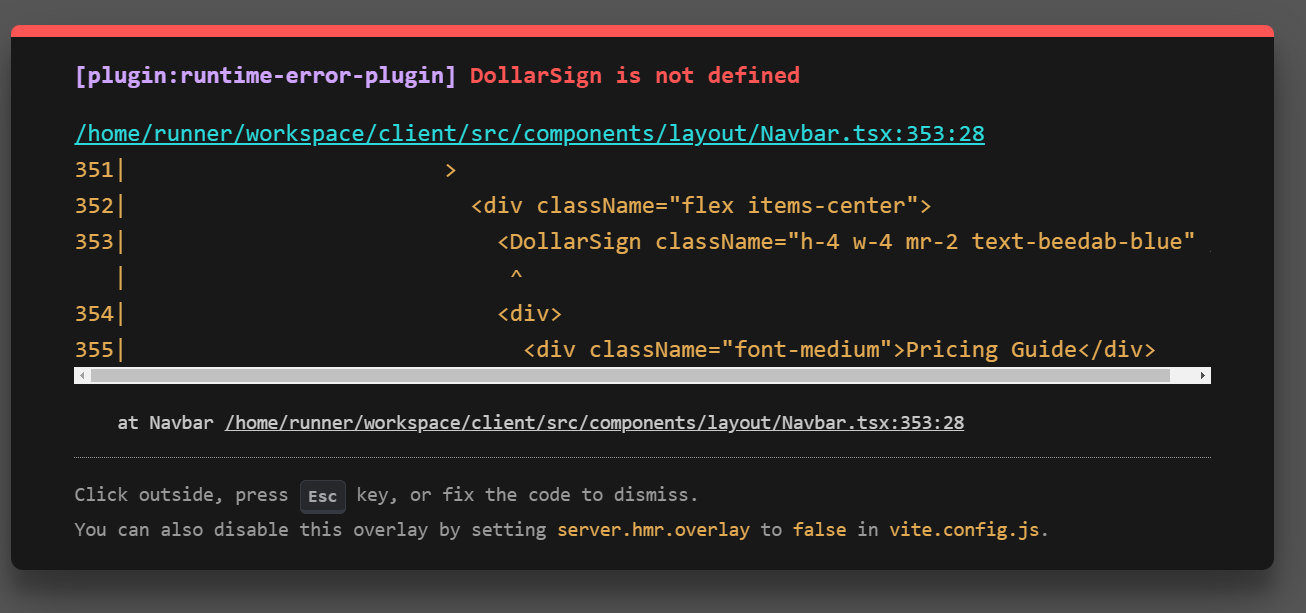 [plugin:runtime-error-plugin] DollarSign is not defined
/home/runner/workspace/client/src/components/layout/Navbar.tsx:353:28
351|                        >
352|                          <div className="flex items-center">
353|                            <DollarSign className="h-4 w-4 mr-2 text-beedab-blue"
   |                             ^
354|                            <div>
355|                              <div className="font-medium">Pricing Guide</div>
at Navbar /home/runner/workspace/client/src/components/layout/Navbar.tsx:353:28
Click outside, press Esc key, or fix the code to dismiss.
You can also disable this overlay by setting server.hmr.overlay to false in vite.config.js.